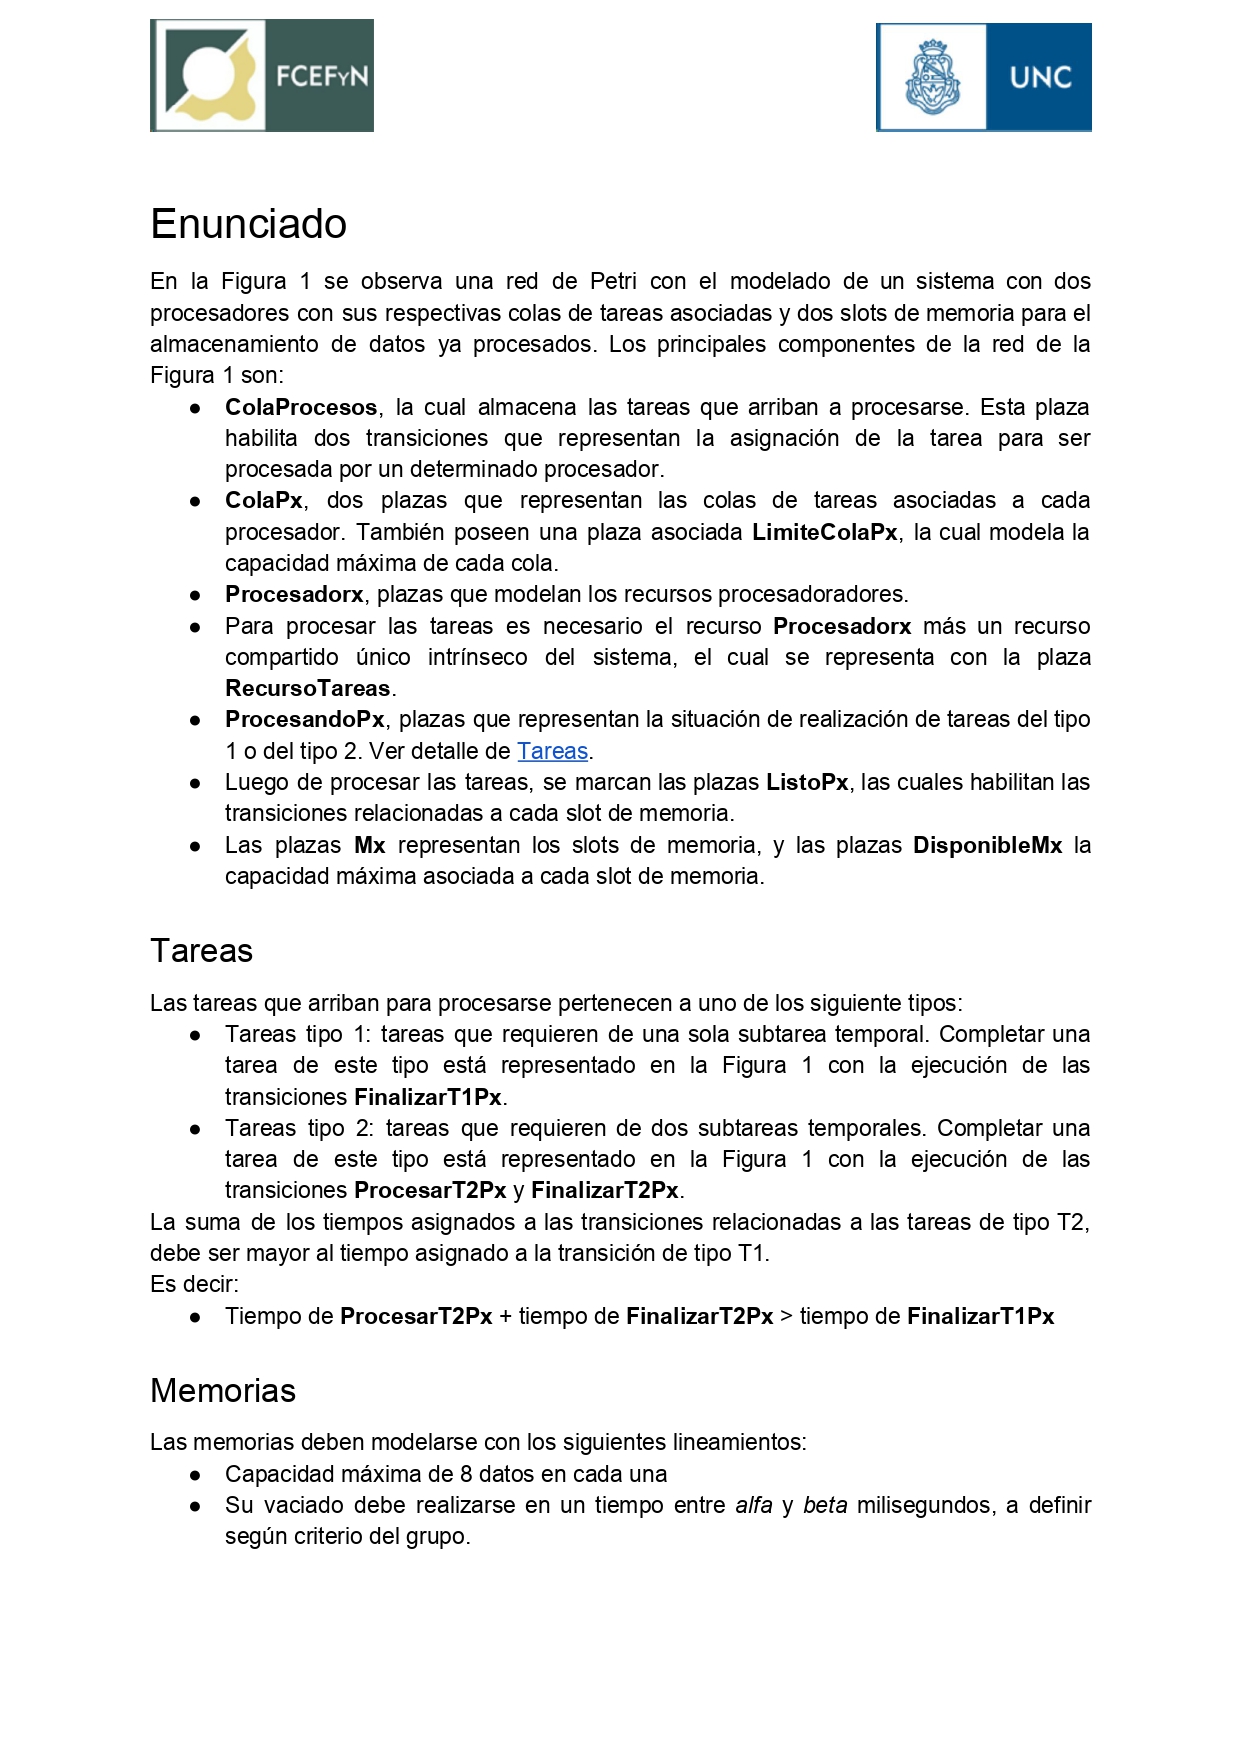 FCEFyN
UNC
Enunciado
En la Figura 1 se observa una red de Petri con el modelado de un sistema con dos
procesadores con sus respectivas colas de tareas asociadas y dos slots de memoria para el
almacenamiento de datos ya procesados. Los principales componentes de la red de la
Figura 1 son:
● ColaProcesos, la cual almacena las tareas que arriban a procesarse. Esta plaza
habilita dos transiciones que representan la asignación de la tarea para ser
procesada por un determinado procesador.
● ColaPx, dos plazas que representan las colas de tareas asociadas a cada
procesador. También poseen una plaza asociada LimiteColaPx, la cual modela la
capacidad máxima de cada cola.
● Procesadorx, plazas que modelan los recursos procesadoradores.
● Para procesar las tareas es necesario el recurso Procesadorx más un recurso
compartido único intrínseco del sistema, el cual se representa con la plaza
RecursoTareas.
● ProcesandoPx, plazas que representan la situación de realización de tareas del tipo
1 o del tipo 2. Ver detalle de Tareas.
● Luego de procesar las tareas, se marcan las plazas ListoPx, las cuales habilitan las
transiciones relacionadas a cada slot de memoria.
● Las plazas Mx representan los slots de memoria, y las plazas DisponibleMx la
capacidad máxima asociada a cada slot de memoria.
Tareas
Las tareas que arriban para procesarse pertenecen a uno de los siguiente tipos:
● Tareas tipo 1: tareas que requieren de una sola subtarea temporal. Completar una
tarea de este tipo está representado en la Figura 1 con la ejecución de las
transiciones FinalizarT1Px.
● Tareas tipo 2: tareas que requieren de dos subtareas temporales. Completar una
tarea de este tipo está representado en la Figura 1 con la ejecución de las
transiciones ProcesarT2Px y FinalizarT2Px.
La suma de los tiempos asignados a las transiciones relacionadas a las tareas de tipo T2,
debe ser mayor al tiempo asignado a la transición de tipo T1.
Es decir:
● Tiempo de ProcesarT2Px + tiempo de FinalizarT2Px > tiempo de FinalizarT1Px
Memorias
Las memorias deben modelarse con los siguientes lineamientos:
● Capacidad máxima de 8 datos en cada una
● Su vaciado debe realizarse en un tiempo entre alfa y beta milisegundos, a definir
según criterio del grupo.